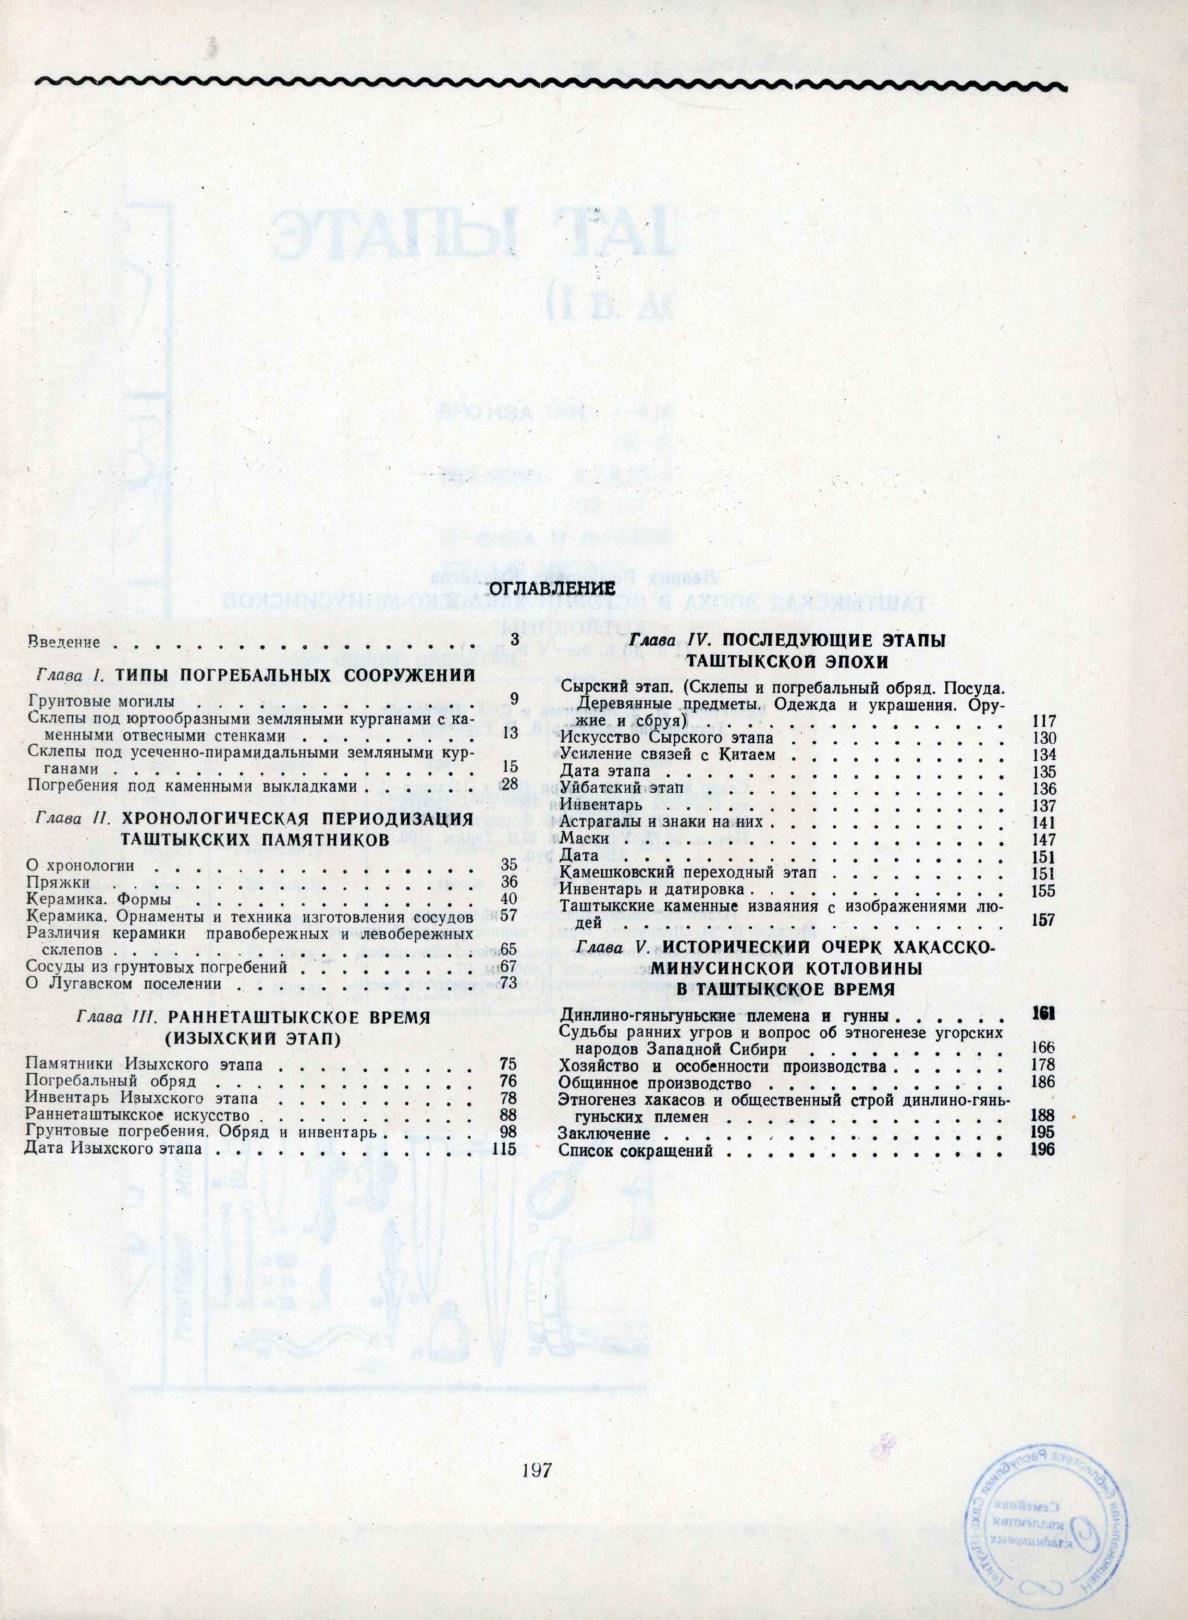 ОГЛАВЛЕНИЕ
Введение . . . . . . . . . . . . . . . . . . 3
Глава I. ТИПЫ ПОГРЕБАЛЬНЫХ СООРУЖЕНИЙ
Грунтовые могилы . . . . . . . . . . . . . . 9
Склепы под юртообразными земляными курганами с ка-
менными отвесными стенками . . . . . . . . . 13
Склепы под усеченно-пирамидальными земляными кур-
ганами . . . . . . . . . . . . . . . . . . 15
Погребения под каменными выкладками . . . . . . 28
Глава II. ХРОНОЛОГИЧЕСКАЯ ПЕРИОДИЗАЦИЯ
ТАШТЫКСКИХ ПАМЯТНИКОВ
О хронологии . . . . . . . . . . . . . . . . 35
Пряжки . . . . . . . . . . . . . . . . . . 36
Керамика. Формы . . . . . . . . . . . . . . 40
Керамика. Орнаменты и техника изготовления сосудов 57
Различия керамики правобережных и левобережных
склепов . . . . . . . . . . . . . . . . . . 65
Сосуды из грунтовых погребений . . . . . . . . . 67
О Лугавском поселении . . . . . . . . . . . . 73
Глава III. РАННЕТАШТЫКСКОЕ ВРЕМЯ
(ИЗЫХСКИЙ ЭТАП)
Памятники Изыхского этапа . . . . . . . . . . 75
Погребальный обряд . . . . . . . . . . . . . 76
Инвентарь Изыхского этапа . . . . . . . . . . 78
Раннеташтыкское искусство . . . . . . . . . . . 88
Грунтовые погребения. Обряд и инвентарь . . . . . 98
Дата Изыхского этапа . . . . . . . . . . . . . 115
Глава IV. ПОСЛЕДУЮЩИЕ ЭТАПЫ
ТАШТЫКСКОЙ ЭПОХИ
Сырский этап. (Склепы и погребальный обряд. Посуда.
Деревянные предметы. Одежда и украшения. Ору-
жие и сбруя) . . . . . . . . . . . . . . . 117
Искусство Сырского этапа . . . . . . . . . . . 130
Усиление связей с Китаем . . . . . . . . . . . 134
Дата этапа . . . . . . . . . . . . . . . . . 135
Уйбатский этап . . . . . . . . . . . . . . . 136
Инвентарь . . . . . . . . . . . . . . . . . 137
Астрагалы и знаки на них . . . . . . . . . . . . 141
Маски . . . . . . . . . . . . . . . . . . . 147
Дата . . . . . . . . . . . . . . . . . . . . 151
Камешковский переходный этап . . . . . . . . . 151
Инвентарь и датировка . . . . . . . . . . . . . 155
Таштыкские каменные изваяния с изображениями лю-
дей . . . . . . . . . . . . . . . . . . . 157
Глава V. ИСТОРИЧЕСКИЙ ОЧЕРК ХАКАССКО-
МИНУСИНСКОЙ КОТЛОВИНЫ
В ТАШТЫКСКОЕ ВРЕМЯ
Динлино-гяньгуньские племена и гунны . . . . . . 161
Судьбы ранних угров и вопрос об этногенезе угорских
народов Западной Сибири . . . . . . . . . . 166
Хозяйство и особенности производства . . . . . . 178
Общинное производство . . . . . . . . . . . . 186
Этногенез хакасов и общественный строй динлино-гянь-
гуньских племен . . . . . . . . . . . . . . 188
Заключение . . . . . . . . . . . . . . . . . 195
Список сокращений . . . . . . . . . . . . . . 196
197